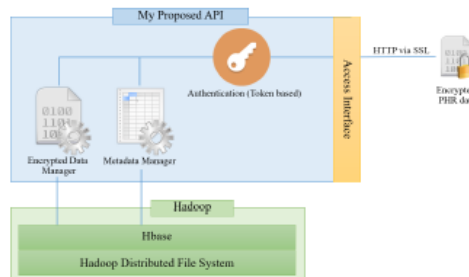 My Proposed API
HTTP via SSL
Authentication (Token based)
Access Interface
Encrypte
PHR da
Encrypted Data
Manager
Metadata
Manager
Hadoop
Hbase
Hadoop Distributed File System